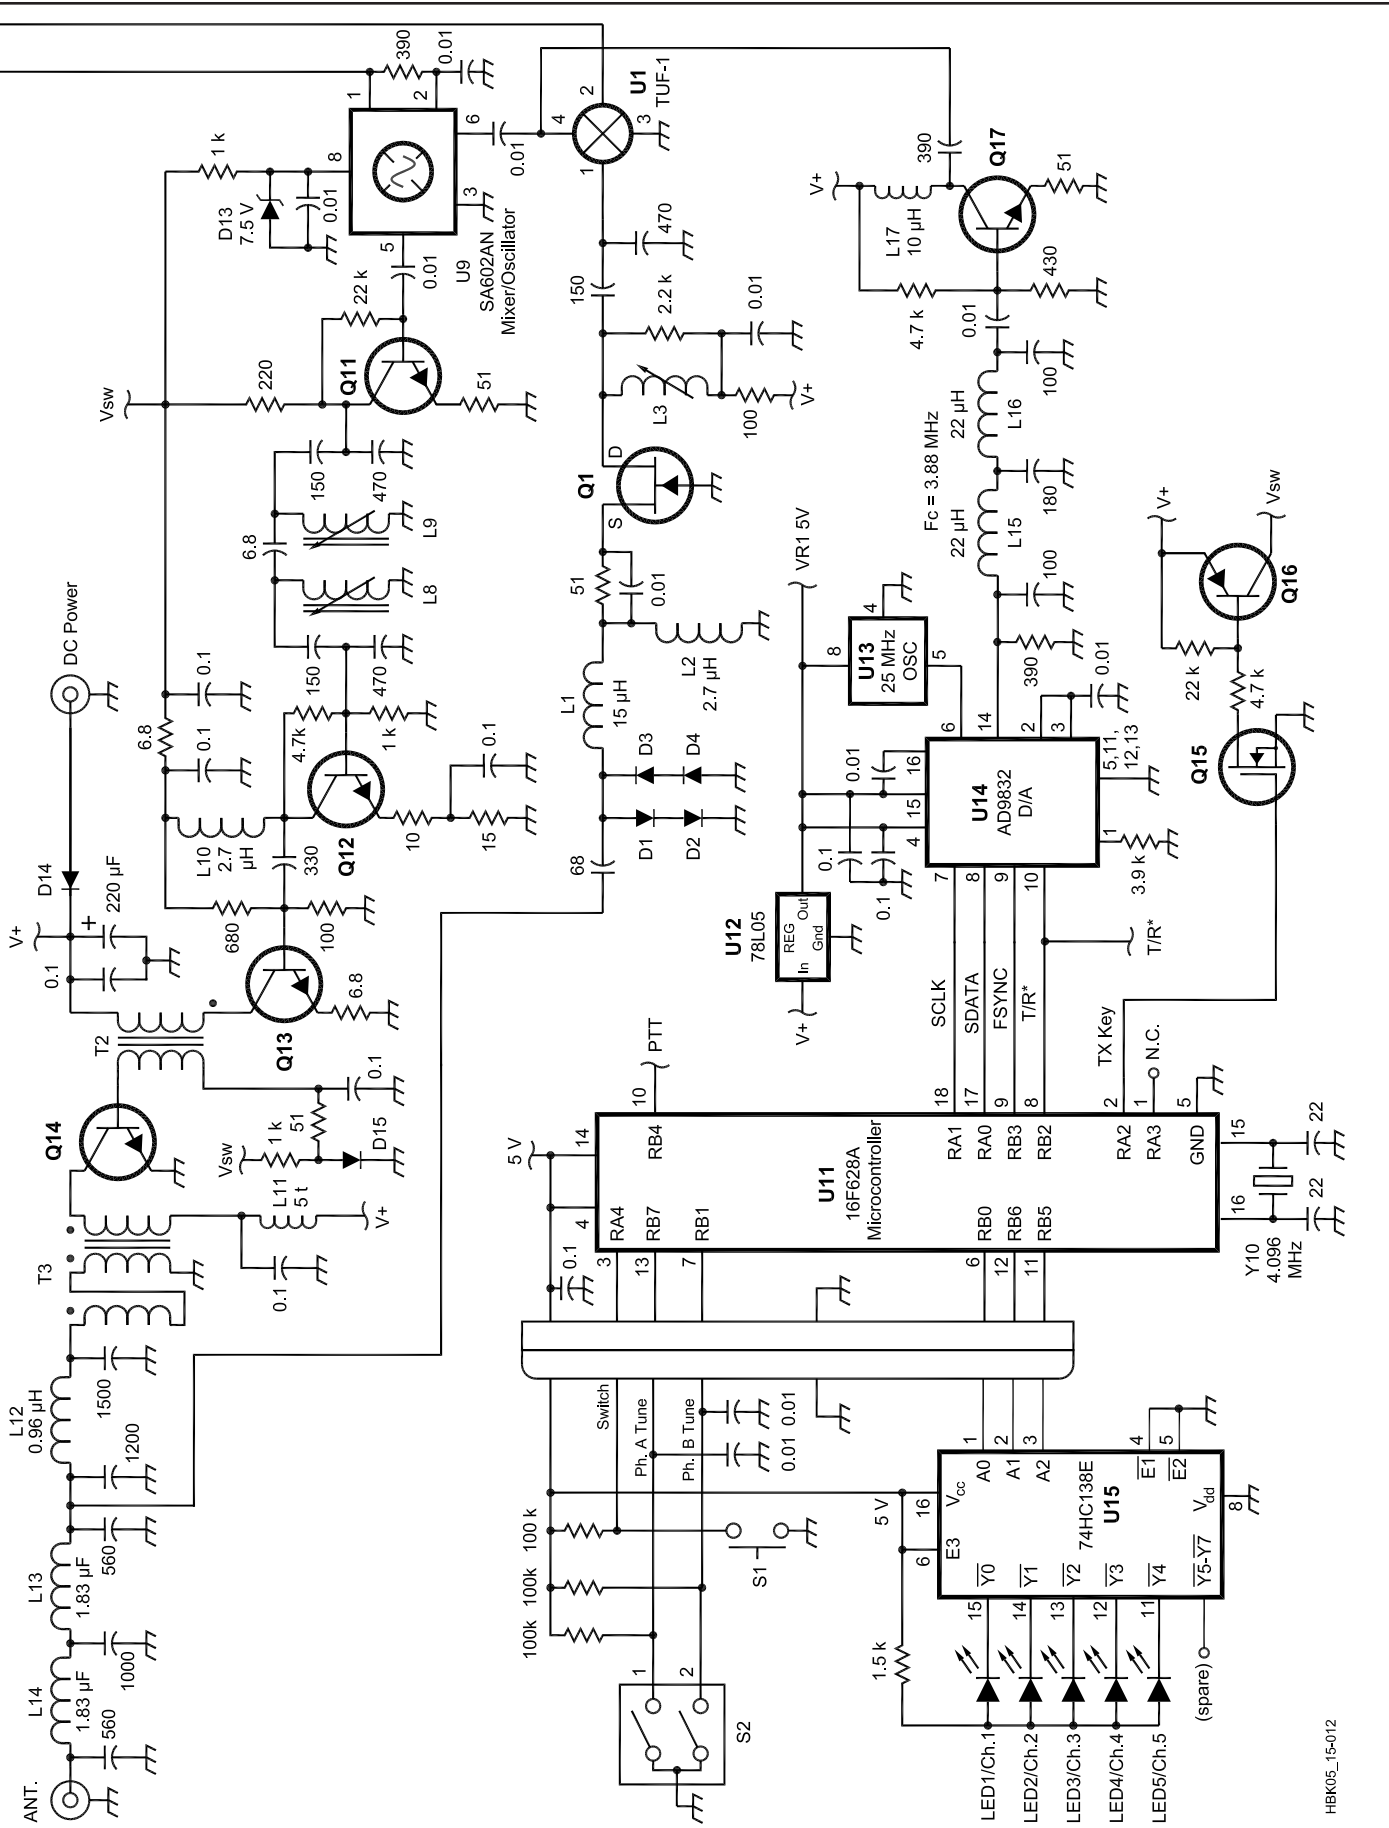 390
0.01
1
2
D13
7.5 V
1 k
0.01
8
6
3
5
0.01
0.01
U9
SA602AN
Mixer/Oscillator
U1
TUF-1
2
4
3
1
Vsw
220
22 k
Q11
51
150
470
6.8
L9
L8
150
470
DC Power
0.1
6.8
0.1
4.7k
1 k
L10
2.7
µH
Q12
10
15
0.1
330
D14
V+
220 µF
+
0.1
680
100
Q13
6.8
T2
Q14
0.1
51
1 k
Vsw
D15
L11
5 t
V+
0.1
T3
L12
0.96 µH
1500
1200
L13
1.83 µF
560
L14
1.83 µF
1000
560
ANT.
470
150
2.2 k
0.01
L3
100
V+
Q1
D
S
51
0.01
L2
2.7 µH
L1
15 µH
D3
D4
D1
D2
68
390
Q17
51
V+
L17
10 µH
4.7 k
430
0.01
100
22 µH
L16
Fc = 3.88 MHz
180
22 µH
L15
100
390
VR1 5V
U13
25 MHz
OSC
8
4
5
6
14
2
3
0.01
5,11,
12,13
U14
AD9832
D/A
16
15
4
0.01
0.1
0.1
1
3.9 k
7
8
9
10
U12
78L05
REG
In
Out
Gnd
V+
SCLK
SDATA
FSYNC
T/R*
T/R*
V+
Vsw
Q16
22 k
4.7 k
Q15
TX Key
N.C.
PTT
10
18
17
9
8
2
1
5
5 V
14
4
RB4
RA1
RA0
RB3
RB2
RA2
RA3
GND
U11
16F628A
Microcontroller
RA4
RB7
RB1
RB0
RB6
RB5
15
16
22
22
Y10
4.096
MHz
0.1
3
13
7
6
12
11
Switch
Ph. A Tune
Ph. B Tune
0.01
0.01
100 k
100k
100k
S1
1
2
S2
5 V
16
6
1
2
3
4
5
Vcc
E3
A0
A1
A2
E1
E2
74HC138E
U15
Vdd
8
Y0
Y1
Y2
Y3
Y4
Y5-Y7
15
14
13
12
11
1.5 k
(spare)
LED1/Ch.1
LED2/Ch.2
LED3/Ch.3
LED4/Ch.4
LED5/Ch.5
HBK05_15-012